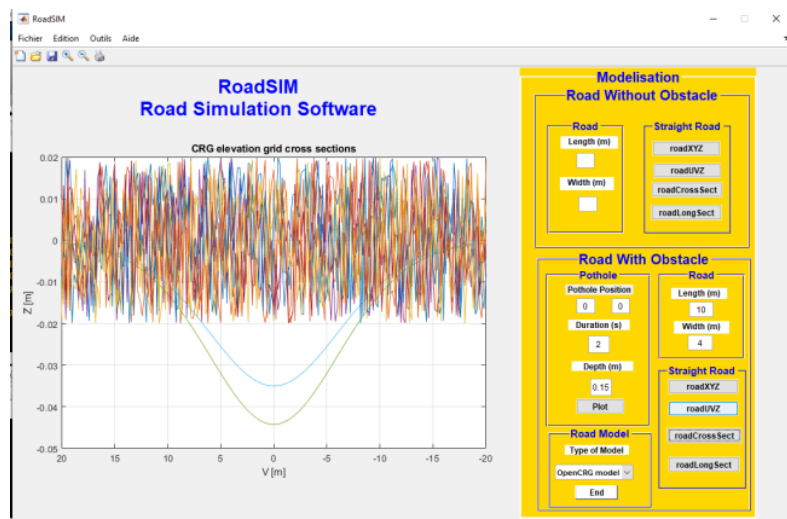 RoadSIM
Fichier Edition Outils Aide
RoadSIM
Road Simulation Software
CRG elevation grid cross sections
0.02
0.01
0
-0.01
-0.02
-0.03
-0.04
-0.05
Z [m]
20 15 10 5 0 -5 -10 -15 -20
V [m]
Modelisation
Road Without Obstacle
Road
Length (m)
Width (m)
Straight Road
roadXYZ
roadUVZ
roadCrossSect
roadLongSect
Road With Obstacle
Pothole
Pothole Position
0 0
Duration (s)
2
Depth (m)
0.15
Plot
Road
Length (m)
10
Width (m)
4
Straight Road
roadXYZ
roadUVZ
roadCrossSect
roadLongSect
Road Model
Type of Model
OpenCRG model
End